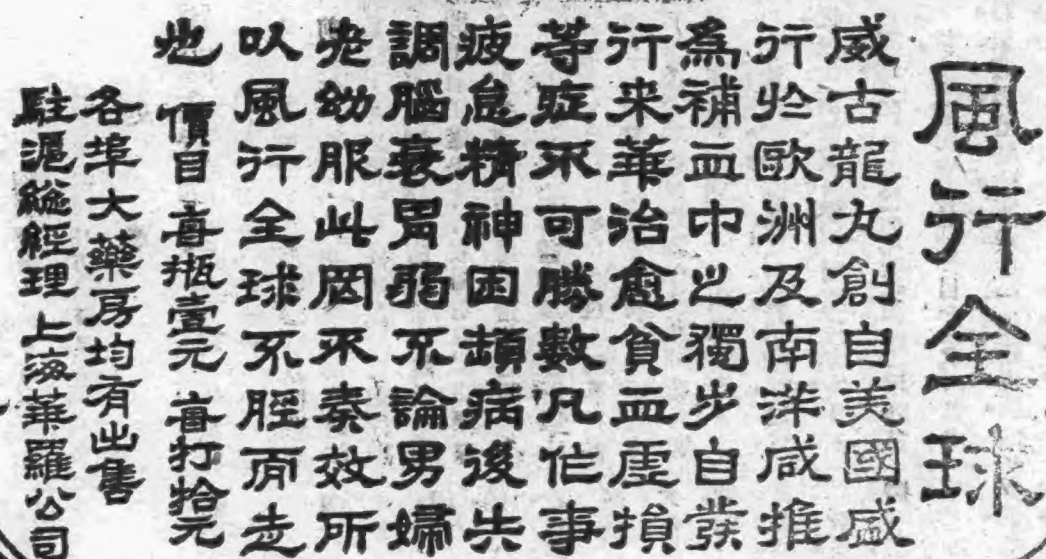 風行全球
威古龍丸創自美國盛
行於歐洲及南洋咸推
為補血中之獨步自發
行来華治愈貧血虛損
等症不可勝數凡作事
疲怠精神困頓病後失
調腦衰胃弱不論男婦
老幼服此罔不奏效所
以風行全球不脛而走
也 價目 每瓶壹元 每打拾元
各埠大藥房均有出售
駐滬総經理 上海華羅公司